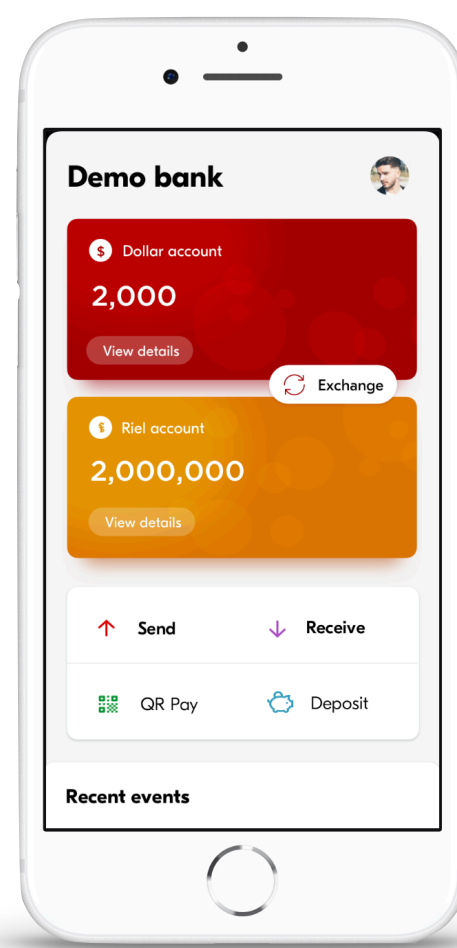 Demo bank
$ Dollar account
2,000
View details
Exchange
Riel account
2,000,000
View details
Send
Receive
QR Pay
Deposit
Recent events